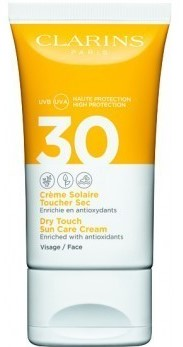 CLARINS
PARIS
UVB UVA
HAUTE PROTECTION
HIGH PROTECTION
30
Crème Solaire
Toucher Sec
Enrichie en antioxydants
Dry Touch
Sun Care Cream
Enriched with antioxidants
Visage / Face